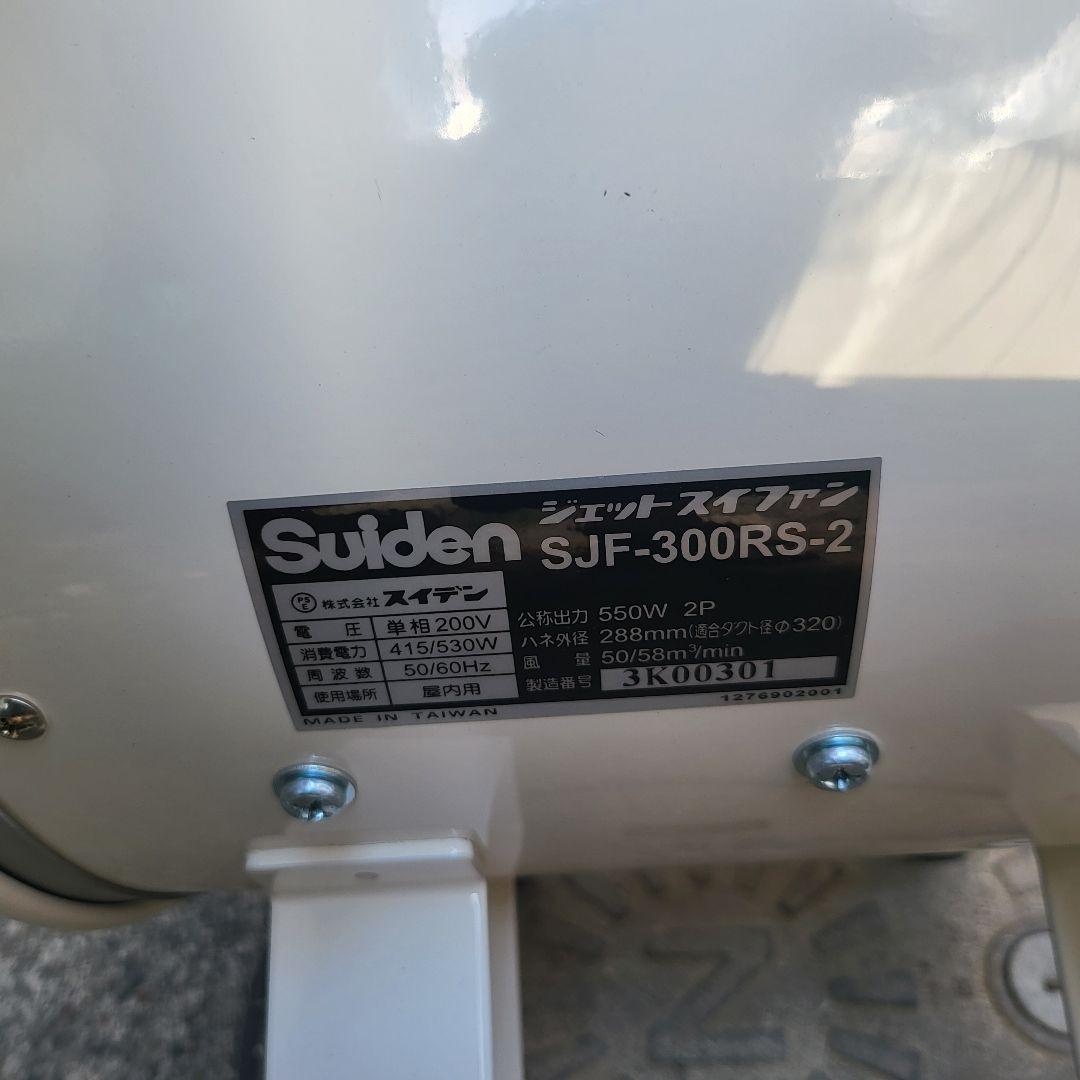 Suiden
ジェットスイファン
SJF-300RS-2
PS E 株式会社スイデン
電圧 単相200V
消費電力 415/530W
周波数 50/60Hz
使用場所 屋内用
公称出力 550W 2P
ハネ外径 288mm(適合ダクト径φ320)
風量 50/58m³/min
製造番号 3K00301
MADE IN TAIWAN
1276902001